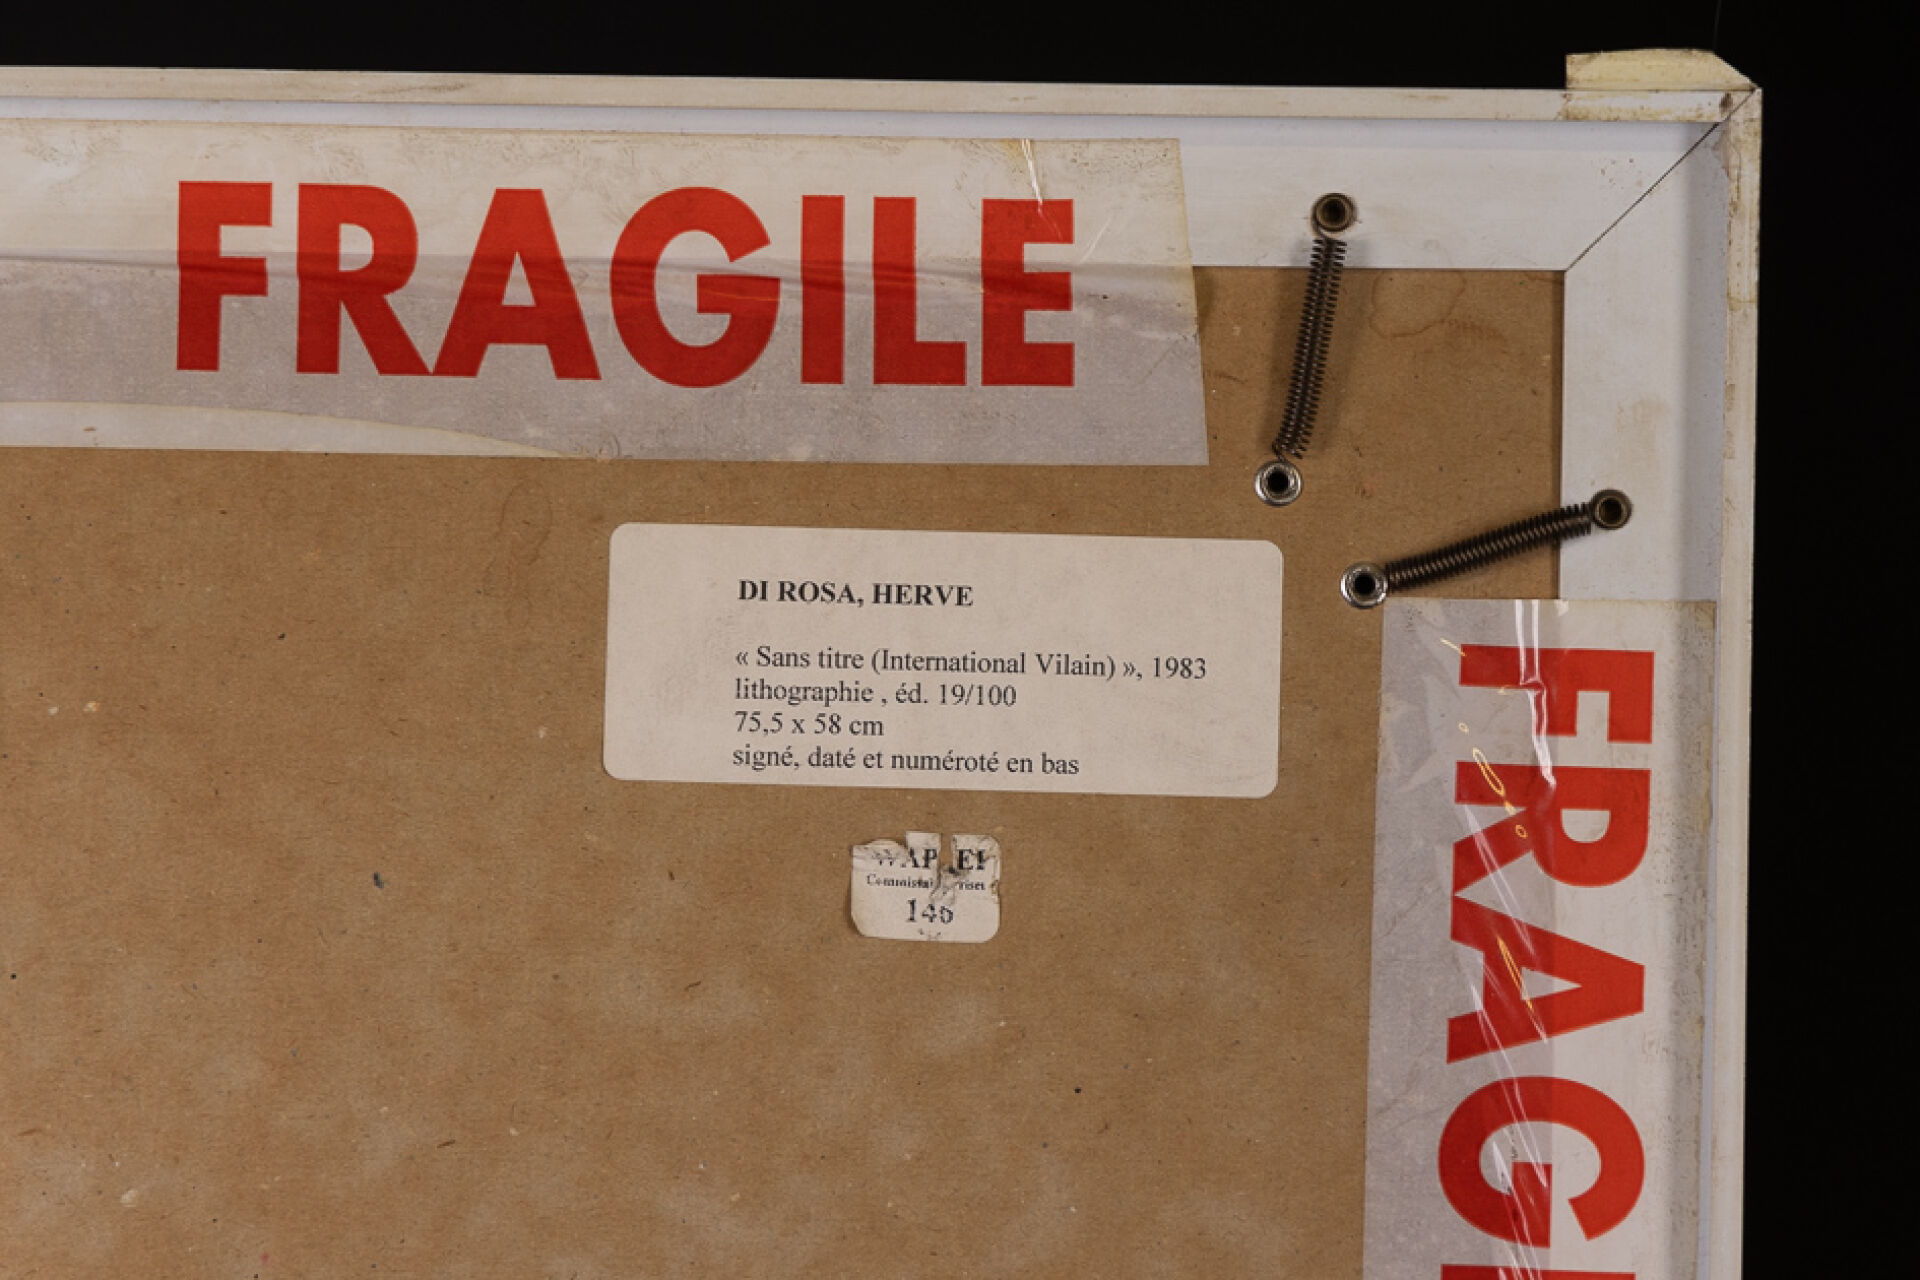 FRAGILE
DI ROSA, HERVE
« Sans titre (International Vilain) », 1983
lithographie , éd. 19/100
75,5 x 58 cm
signé, daté et numéroté en bas
146
FRAGI